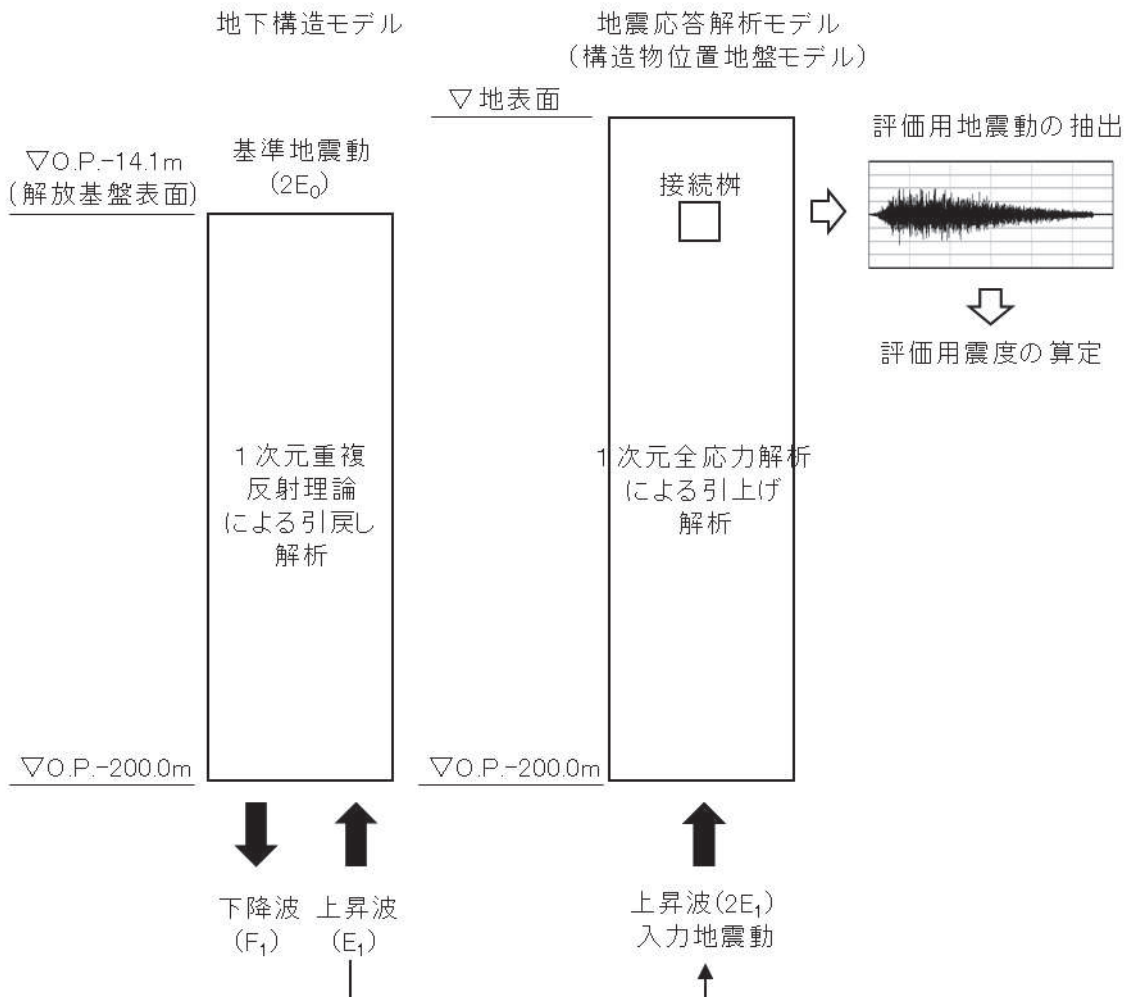 地下構造モデル
▽O.P.-14.1m
(解放基盤表面)
基準地震動
(2E₀)
1次元重複
反射理論
による引戻し
解析
▽O.P.-200.0m
下降波
(F₁)
上昇波
(E₁)
地震応答解析モデル
(構造物位置地盤モデル)
▽地表面
接続桝
1次元全応力解析
による引上げ
解析
▽O.P.-200.0m
上昇波(2E₁)
入力地震動
評価用地震動の抽出
評価用震度の算定